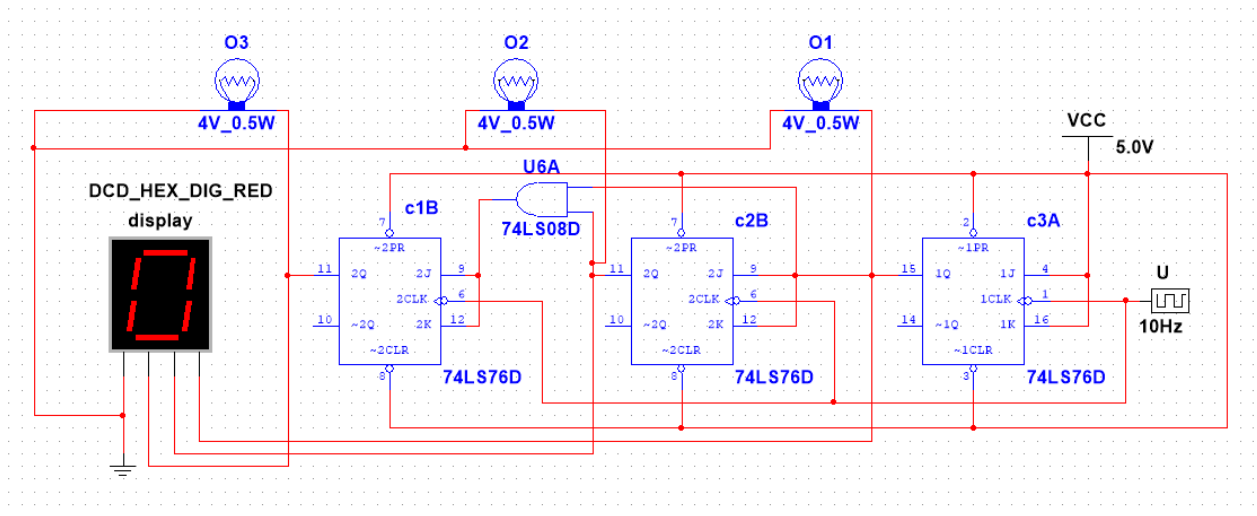 O3
O2
O1
4V_0.5W
4V_0.5W
4V_0.5W
VCC
5.0V
U6A
74LS08D
DCD_HEX_DIG_RED
display
0
c1B
7
~2PR
11
2Q
2J
9
2CLK
6
10
~2Q
2K
12
~2CLR
8
74LS76D
c2B
7
~2PR
11
2Q
2J
9
2CLK
6
10
~2Q
2K
12
~2CLR
8
74LS76D
c3A
2
~1PR
15
1Q
1J
4
1CLK
1
14
~1Q
1K
16
~1CLR
3
74LS76D
U
10Hz